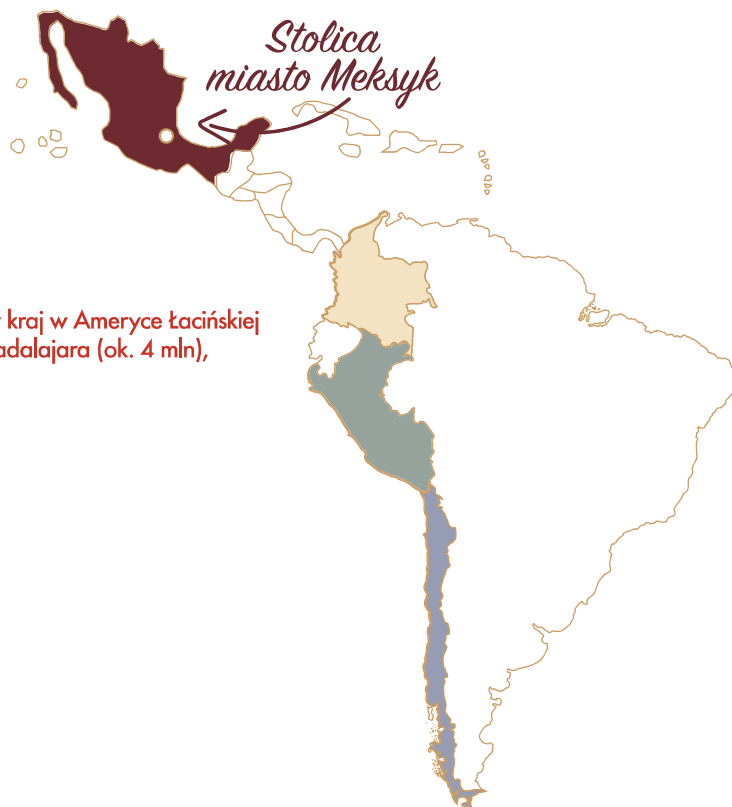 Stolica
miasto Meksyk
kraj w Ameryce Łacińskiej
adalajara (ok. 4 mln),